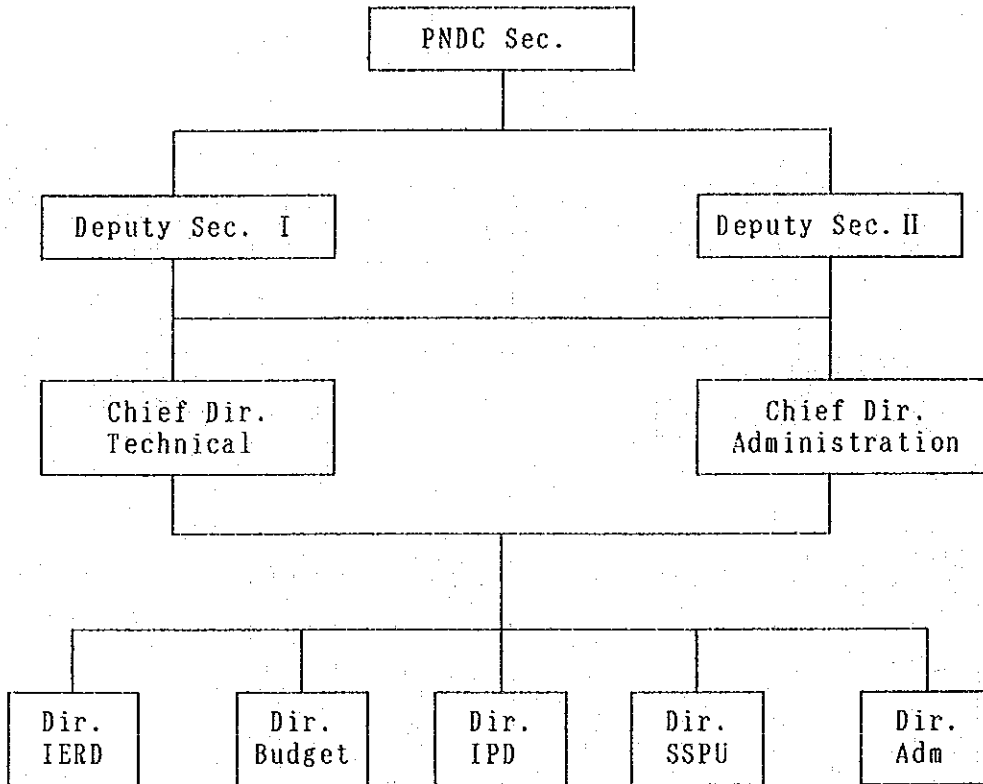 PNDC Sec.
Deputy Sec. I
Deputy Sec. II
Chief Dir.
Technical
Chief Dir.
Administration
Dir.
IERD
Dir.
Budget
Dir.
IPD
Dir.
SSPU
Dir.
Adm